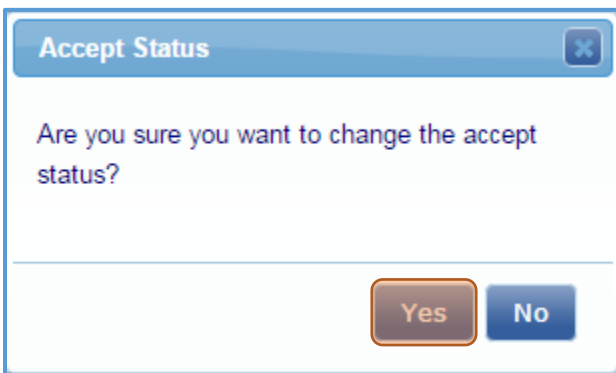 Accept Status
Are you sure you want to change the accept
status?
Yes No